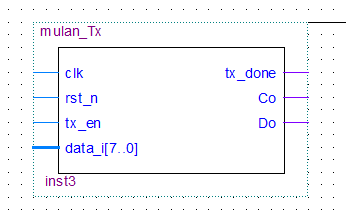 mulan_Tx
clk tx_done
rst_n Co
tx_en Do
data_i[7..0]
inst3